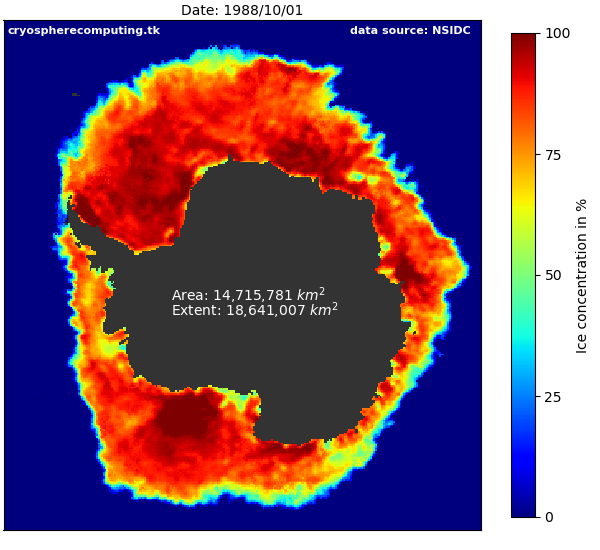 Date: 1988/10/01
cryospherecomputing.tk data source: NSIDC
100
75
50
25
0
Ice concentration in %
Area: 14,715,781 km²
Extent: 18,641,007 km²